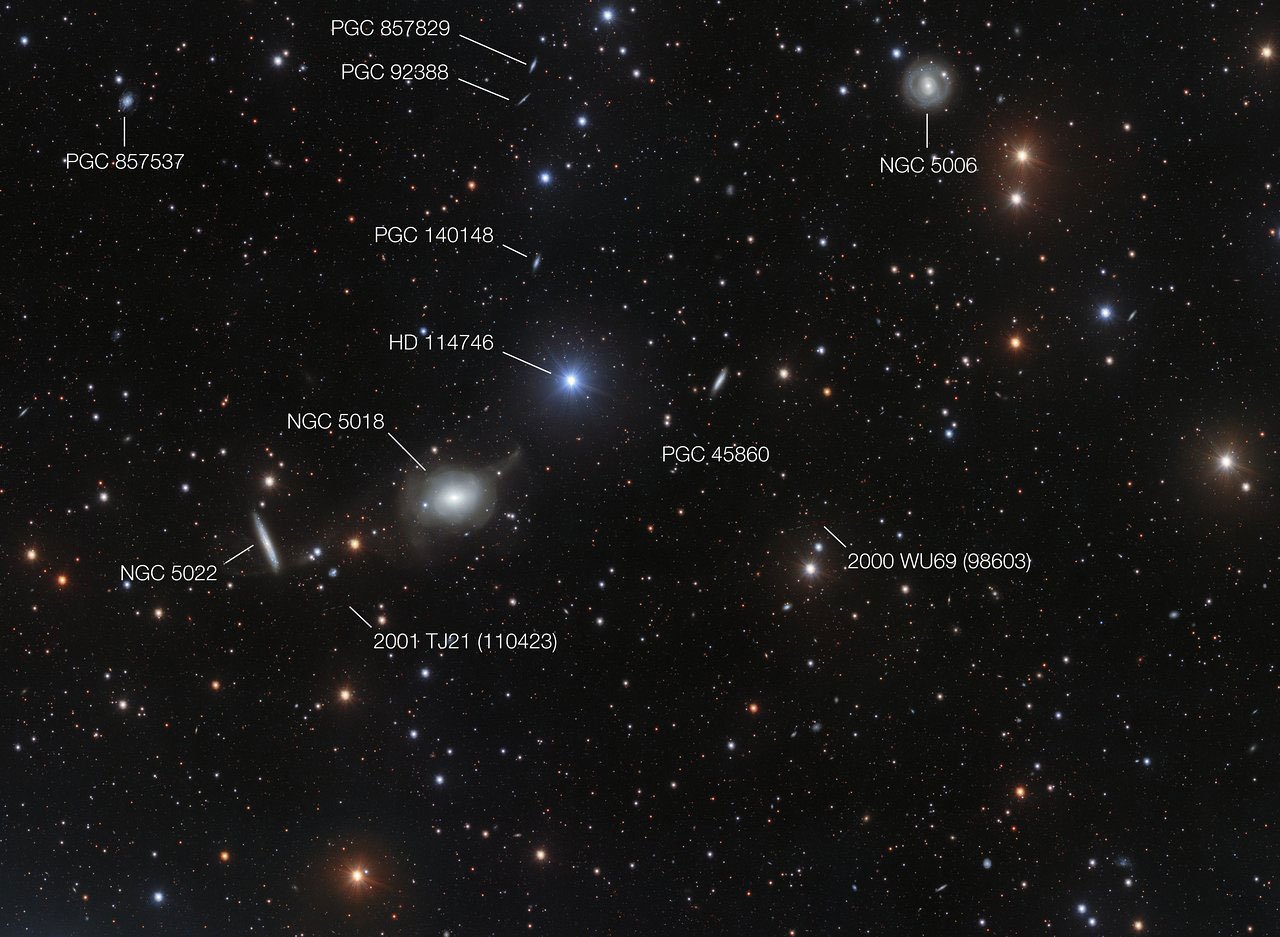 PGC 857829
PGC 92388
PGC 857537
NGC 5006
PGC 140148
HD 114746
NGC 5018
PGC 45860
2000 WU69 (98603)
NGC 5022
2001 TJ21 (110423)